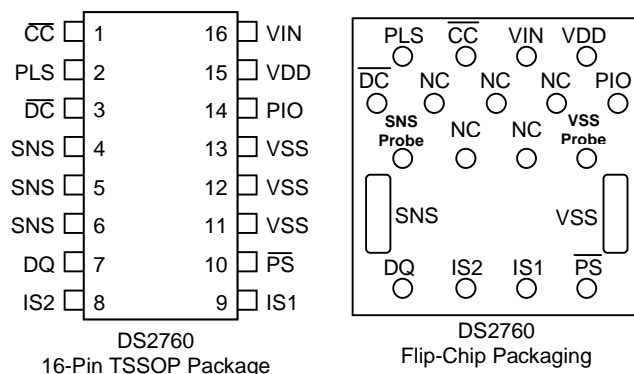 CC 1 16 VIN
PLS 2 15 VDD
DC 3 14 PIO
SNS 4 13 VSS
SNS 5 12 VSS
SNS 6 11 VSS
DQ 7 10 PS
IS2 8 9 IS1
DS2760
16-Pin TSSOP Package
PLS CC VIN VDD
DC NC NC NC PIO
SNS Probe NC NC VSS Probe
SNS VSS
DQ IS2 IS1 PS
DS2760
Flip-Chip Packaging